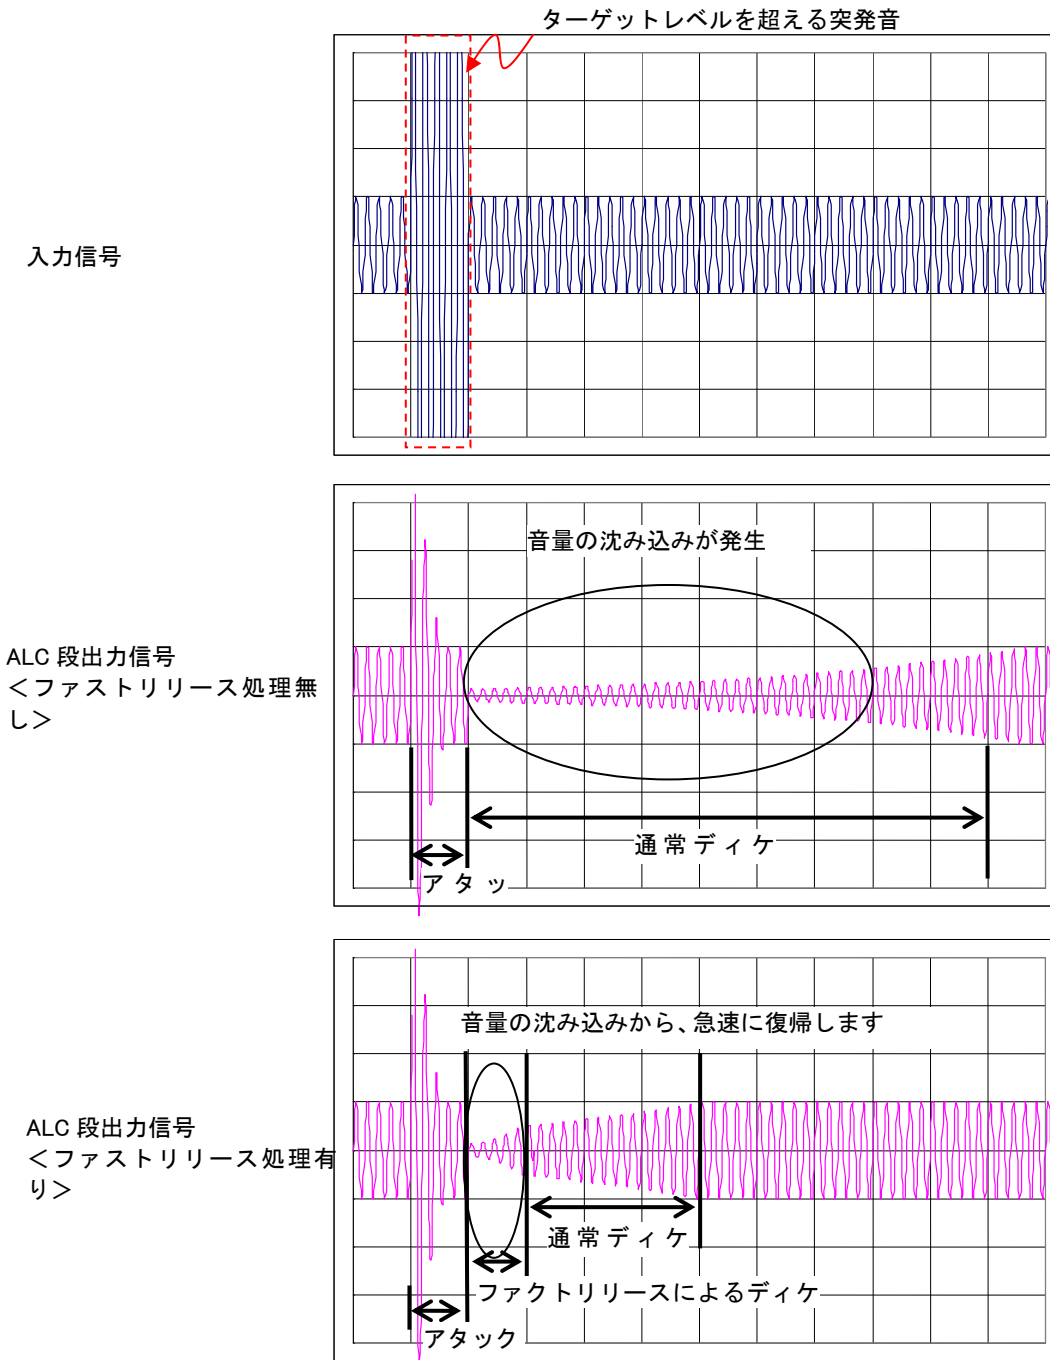 ターゲットレベルを超える突発音
入力信号
音量の沈み込みが発生
ALC 段出力信号
＜ファストリリース処理無
し＞
通常ディケ
アタッ
音量の沈み込みから、急速に復帰します
ALC 段出力信号
＜ファストリリース処理有
り＞
通常ディケ
ファクトリリースによるディケ
アタック